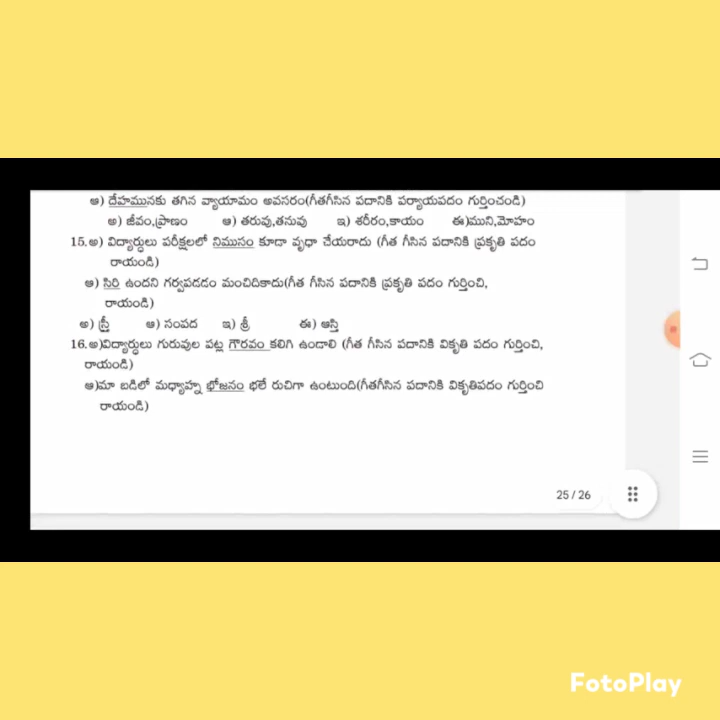 ఆ) దేహమునకు తగిన వ్యాయామం అవసరం(గీతగీసిన పదానికి పర్యాయపదం గుర్తించండి)
అ) జీవం,ప్రాణం ఆ) తరువు,తనువు ఇ) శరీరం,కాయం ఈ)ముని,మోహం
15.అ) విద్యార్థులు పరీక్షలలో నిముసం కూడా వృధా చేయరాదు (గీత గీసిన పదానికి ప్రకృతి పదం
రాయండి)
ఆ) సిరి ఉందని గర్వపడడం మంచిదికాదు(గీత గీసిన పదానికి ప్రకృతి పదం గుర్తించి,
రాయండి)
అ) స్త్రీ ఆ) సంపద ఇ) శ్రీ ఈ) ఆస్తి
16.అ)విద్యార్థులు గురువుల పట్ల గౌరవం కలిగి ఉండాలి (గీత గీసిన పదానికి వికృతి పదం గుర్తించి,
రాయండి)
ఆ)మా బడిలో మధ్యాహ్న భోజనం భలే రుచిగా ఉంటుంది(గీతగీసిన పదానికి వికృతిపదం గుర్తించి
రాయండి)
25 / 26
FotoPlay